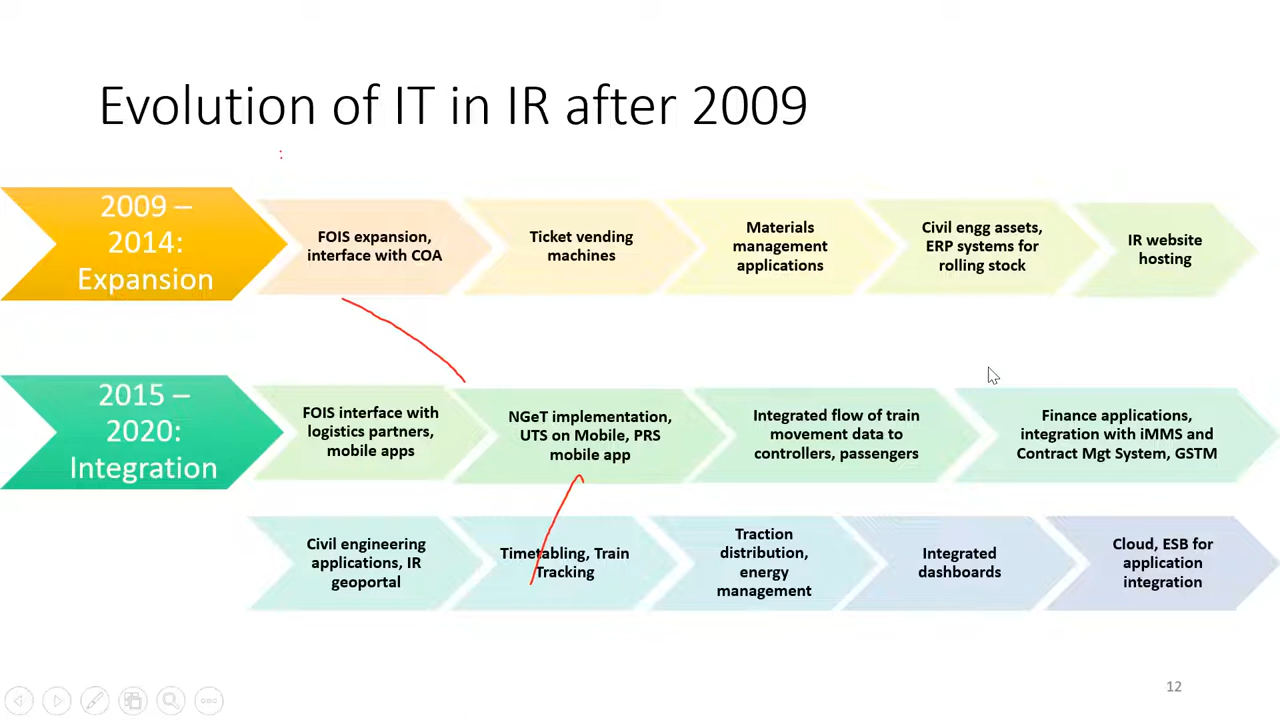 Evolution of IT in IR after 2009
2009 –
2014:
Expansion
FOIS expansion,
interface with COA
Ticket vending
machines
Materials
management
applications
Civil engg assets,
ERP systems for
rolling stock
IR website
hosting
2015 –
2020:
Integration
FOIS interface with
logistics partners,
mobile apps
NGeT implementation,
UTS on Mobile, PRS
mobile app
Integrated flow of train
movement data to
controllers, passengers
Finance applications,
integration with iMMS and
Contract Mgt System, GSTM
Civil engineering
applications, IR
geoportal
Timetabling, Train
Tracking
Traction
distribution,
energy
management
Integrated
dashboards
Cloud, ESB for
application
integration
12